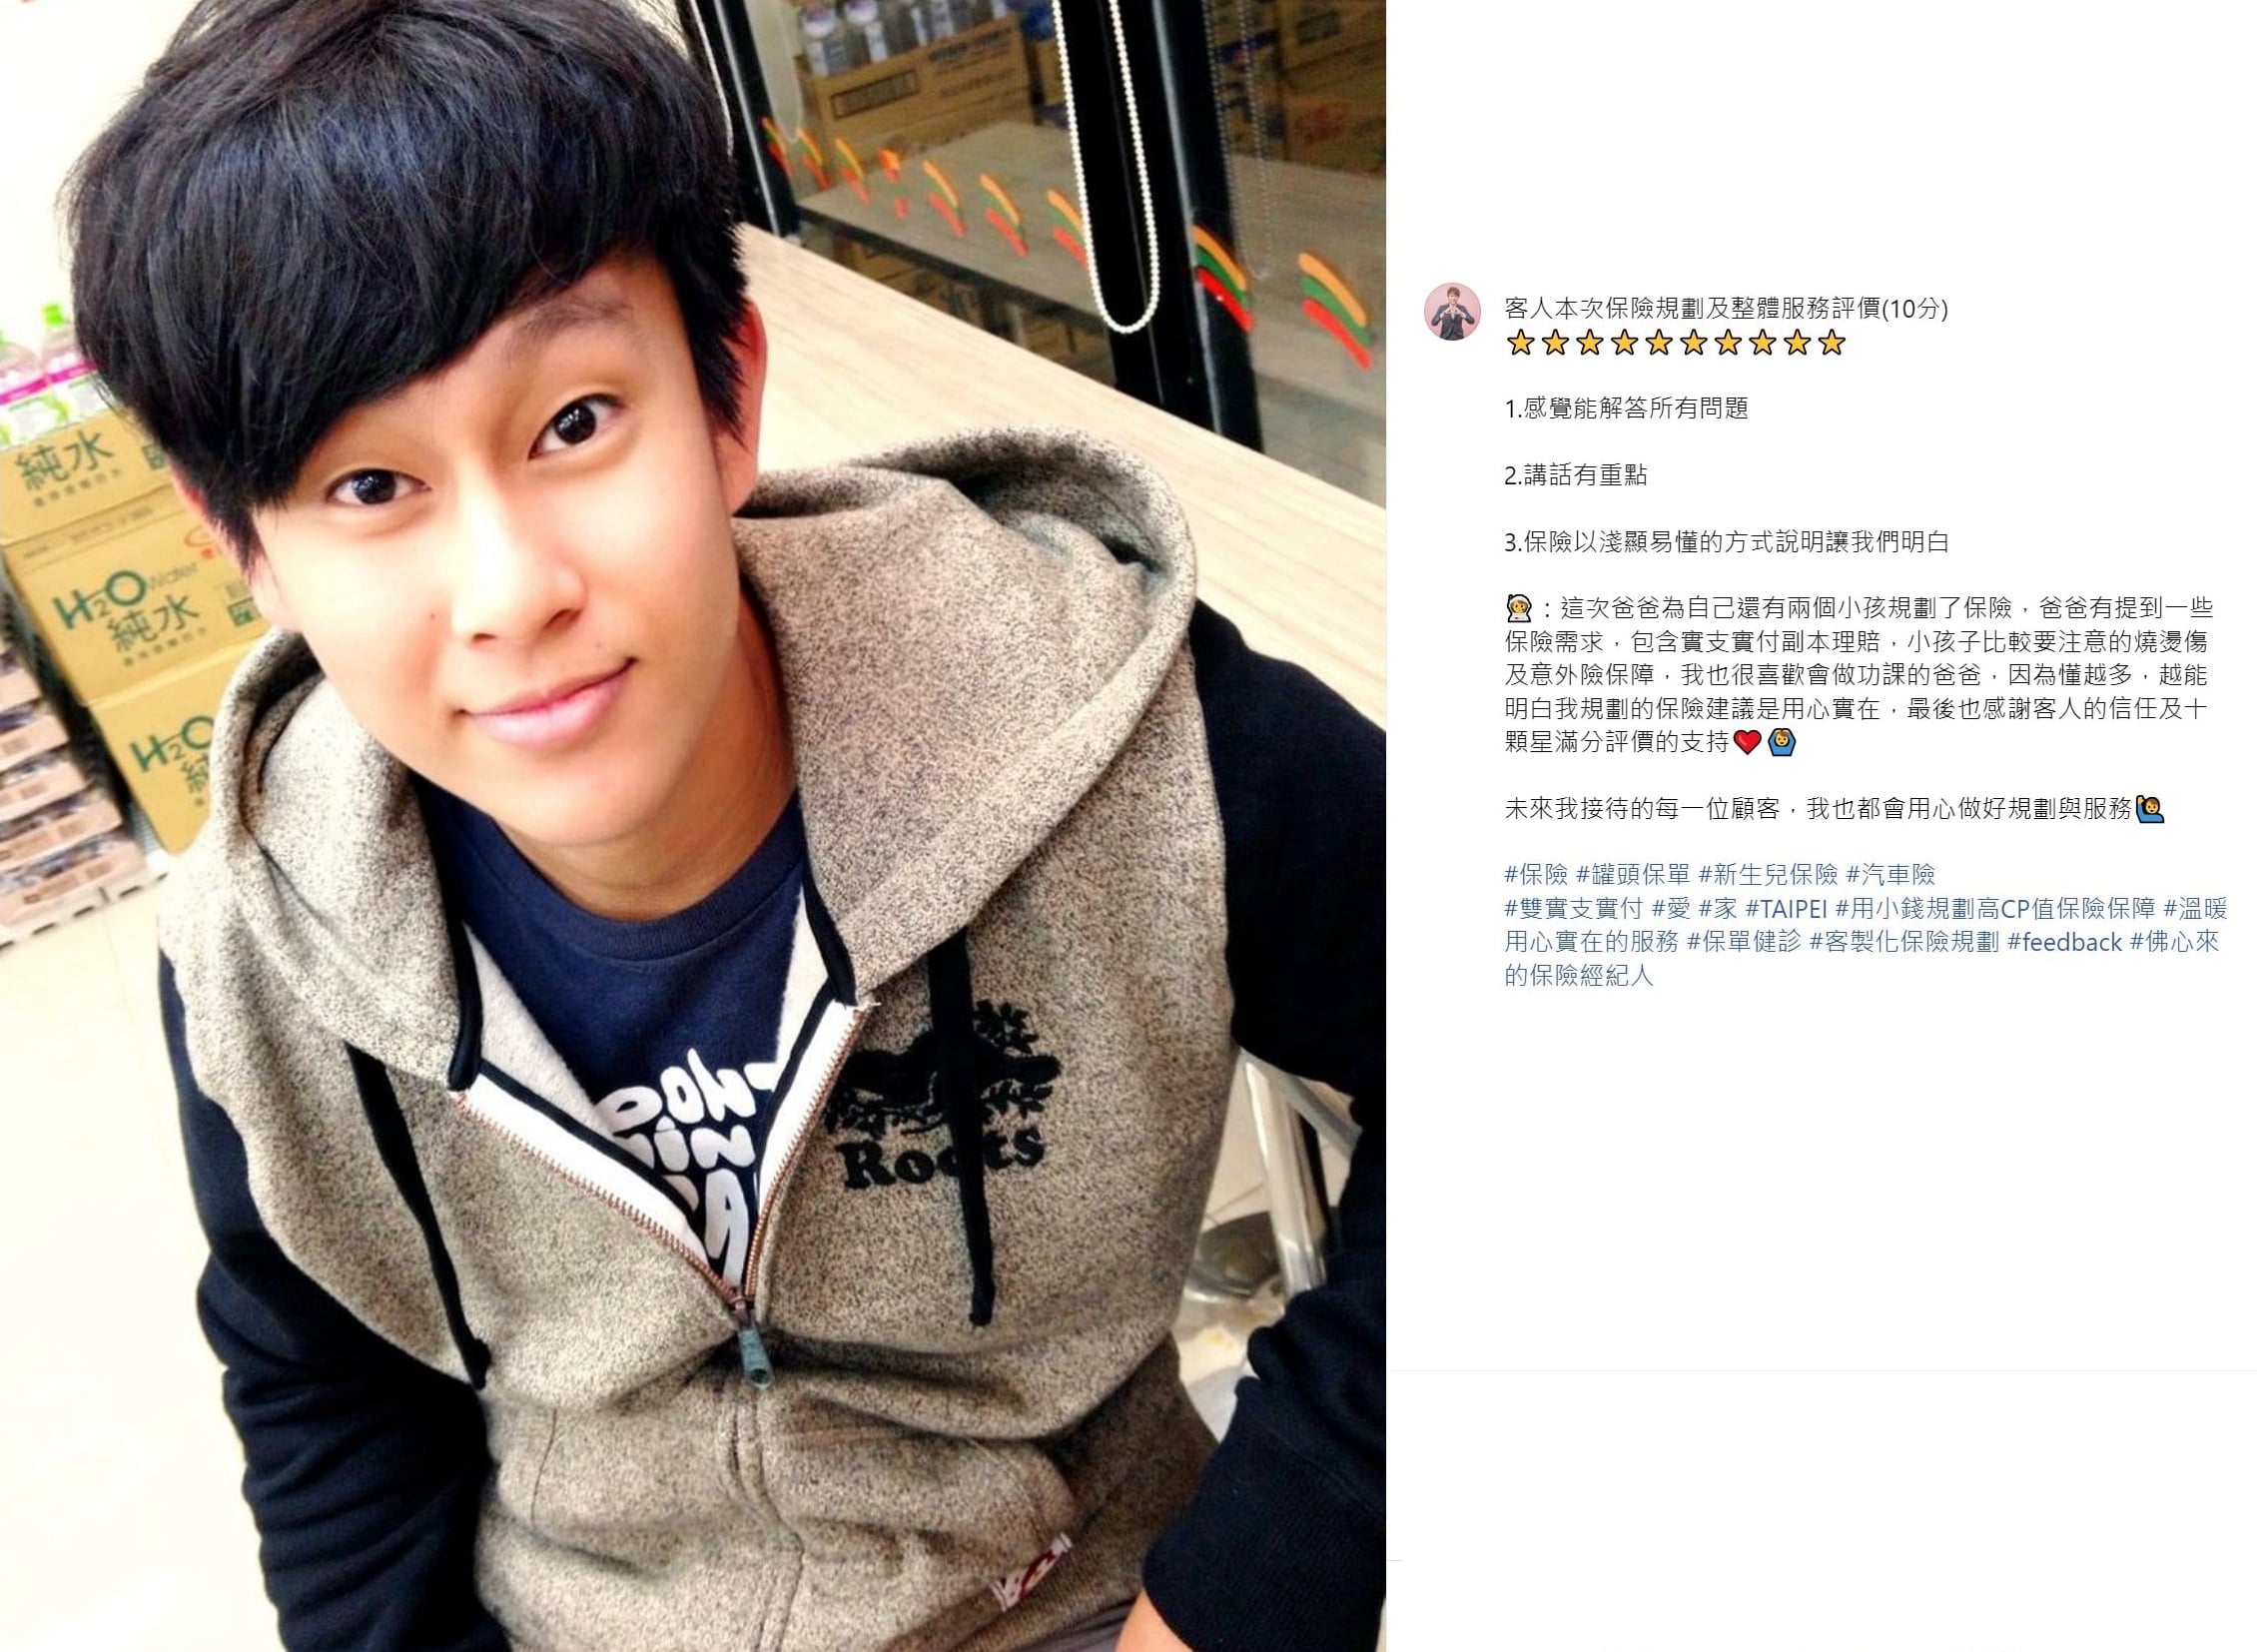 純水
H2O Water
純水
H2O
Roots
客人本次保險規劃及整體服務評價(10分)
⭐⭐⭐⭐⭐⭐⭐⭐⭐⭐
1.感覺能解答所有問題
2.講話有重點
3.保險以淺顯易懂的方式說明讓我們明白
🧑‍🚀：這次爸爸為自己還有兩個小孩規劃了保險，爸爸有提到一些
保險需求，包含實支實付副本理賠，小孩子比較要注意的燒燙傷
及意外險保障，我也很喜歡會做功課的爸爸，因為懂越多，越能
明白我規劃的保險建議是用心實在，最後也感謝客人的信任及十
顆星滿分評價的支持❤️🙆‍♂️
未來我接待的每一位顧客，我也都會用心做好規劃與服務🙋‍♂️
#保險 #罐頭保單 #新生兒保險 #汽車險
#雙實支實付 #愛 #家 #TAIPEI #用小錢規劃高CP值保險保障 #溫暖
用心實在的服務 #保單健診 #客製化保險規劃 #feedback #佛心來
的保險經紀人